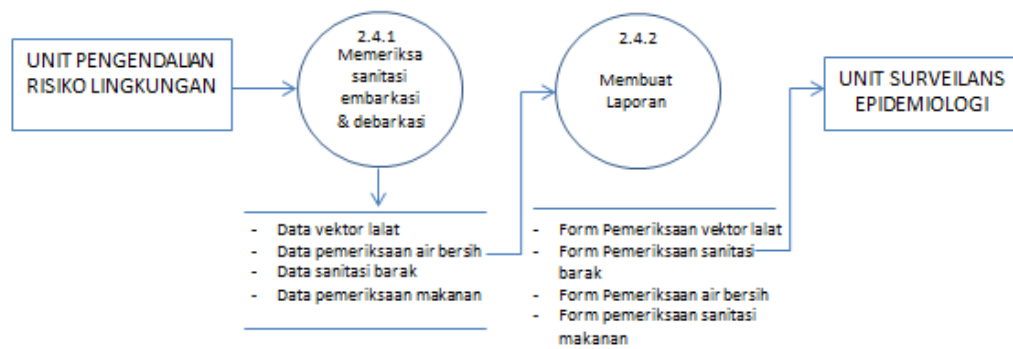 UNIT PENGENDALIAN
RISIKO LINGKUNGAN
2.4.1
Memeriksa
sanitasi
embarkasi
& debarkasi
2.4.2
Membuat
Laporan
UNIT SURVEILANS
EPIDEMIOLOGI
- Data vektor lalat
- Data pemeriksaan air bersih
- Data sanitasi barak
- Data pemeriksaan makanan
- Form Pemeriksaan vektor lalat
- Form Pemeriksaan sanitasi
barak
- Form Pemeriksaan air bersih
- Form pemeriksaan sanitasi
makanan